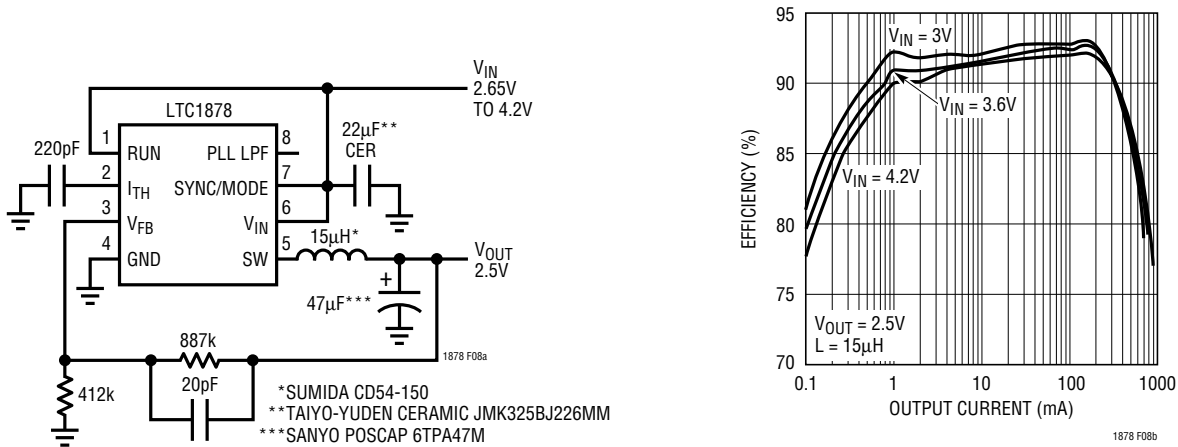 V_IN
2.65V
TO 4.2V
LTC1878
220pF
1
RUN
2
I_TH
3
V_FB
4
GND
PLL LPF
8
SYNC/MODE
7
V_IN
6
SW
5
22µF**
CER
15µH*
V_OUT
2.5V
+
47µF***
887k
20pF
412k
1878 F08a
*SUMIDA CD54-150
**TAIYO-YUDEN CERAMIC JMK325BJ226MM
***SANYO POSCAP 6TPA47M
EFFICIENCY (%)
95
90
85
80
75
70
V_IN = 3V
V_IN = 3.6V
V_IN = 4.2V
V_OUT = 2.5V
L = 15µH
0.1
1
10
100
1000
OUTPUT CURRENT (mA)
1878 F08b